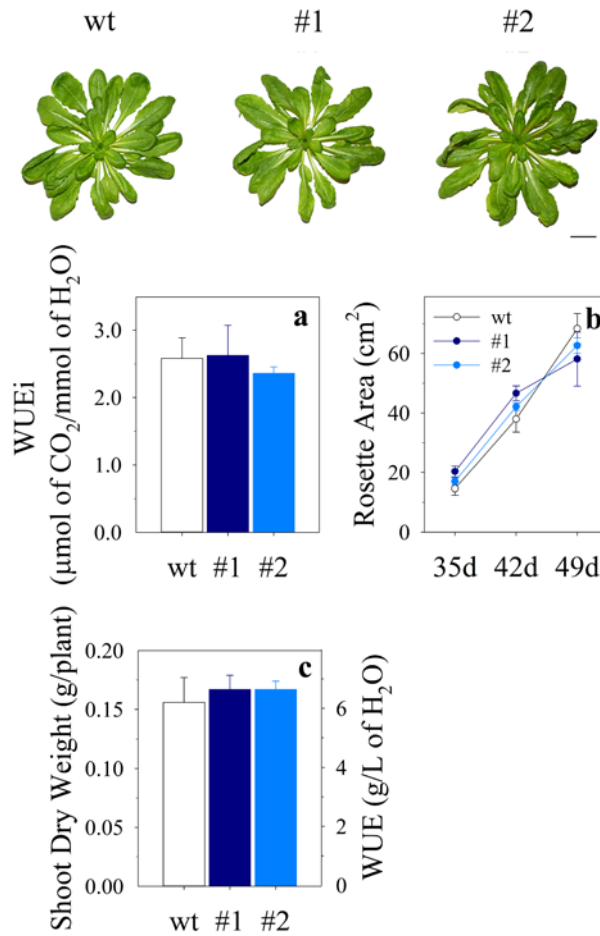 wt #1 #2
a
WUEi
(μmol of CO₂/mmol of H₂O)
3.0
2.0
1.0
0.0
wt #1 #2
b
wt
#1
#2
Rosette Area (cm²)
60
40
20
0
35d 42d 49d
c
Shoot Dry Weight (g/plant)
0.20
0.15
0.10
0.05
0.00
6
4
2
0
WUE (g/L of H₂O)
wt #1 #2